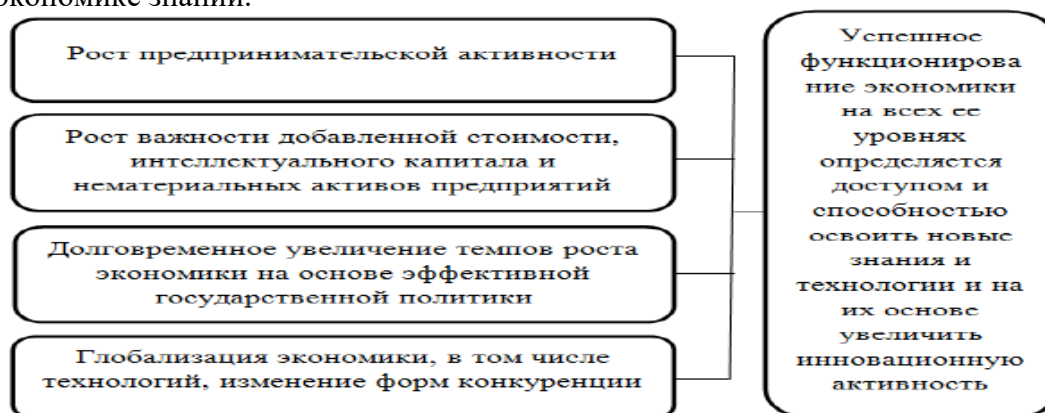 экономике знаний.
Рост предпринимательской активности
Рост важности добавленной стоимости,
интеллектуального капитала и
нематериальных активов предприятий
Долговременное увеличение темпов роста
экономики на основе эффективной
государственной политики
Глобализация экономики, в том числе
технологий, изменение форм конкуренции
Успешное
функционирова
ние экономики
на всех ее
уровнях
определяется
доступом и
способностью
освоить новые
знания и
технологии и на
их основе
увеличить
инновационную
активность